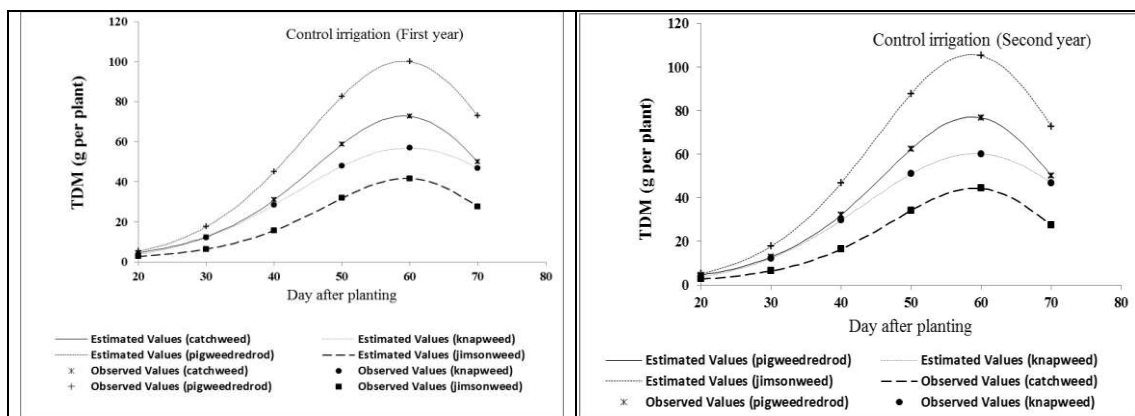 120
100
80
60
40
20
0
Control irrigation (First year)
TDM (g per plant)
20 30 40 50 60 70 80
Day after planting
Estimated Values (catchweed) Estimated Values (knapweed)
Estimated Values (pigweedredrod) Estimated Values (jimsonweed)
Observed Values (catchweed) Observed Values (knapweed)
Observed Values (pigweedredrod) Observed Values (jimsonweed)
120
100
80
60
40
20
0
Control irrigation (Second year)
TDM (g per plant)
20 30 40 50 60 70 80
Day after planting
Estimated Values (pigweedredrod) Estimated Values (knapweed)
Estimated Values (jimsonweed) Observed Values (catchweed)
Observed Values (pigweedredrod) Observed Values (knapweed)